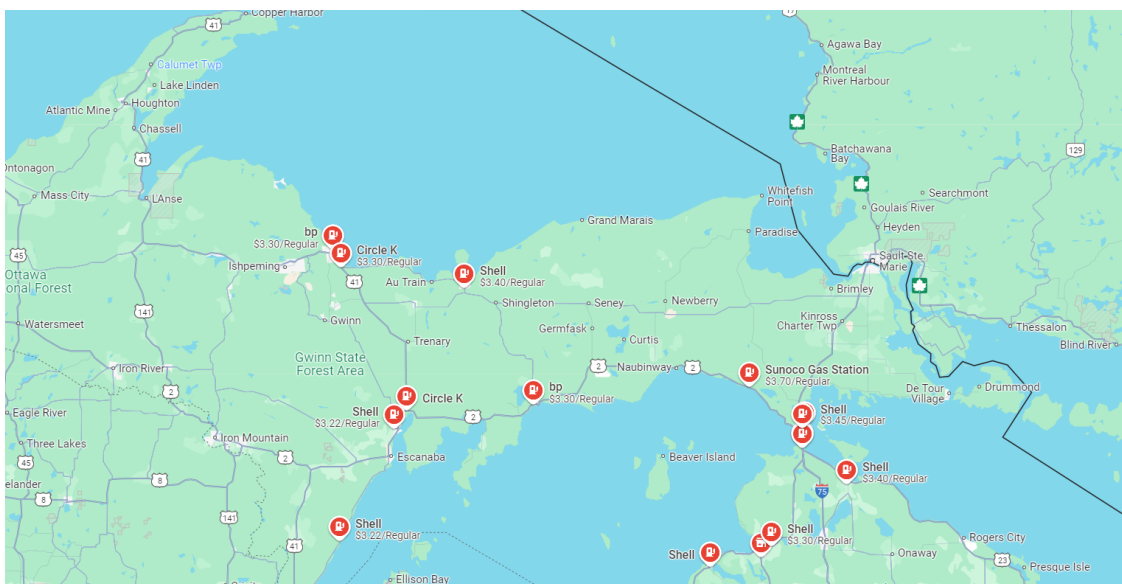 Copper Harbor
41
17
Agawa Bay
Calumet Twp
Montreal
River Harbour
Lake Linden
Houghton
Atlantic Mine
Chassell
129
41
Batchawana
Bay
Ontonagon
Mass City
LAnse
Whitefish
Point
Searchmont
Goulais River
Grand Marais
Heyden
bp
$3.30/Regular
Paradise
45
Circle K
$3.30/Regular
Sault Ste.
Marie
Ishpeming
Ottawa
onal Forest
Shell
$3.40/Regular
41
Au Train
Brimley
Shingleton
Seney
Newberry
141
Gwinn
Kinross
Charter Twp
Watersmeet
Germfask
Thessalon
Trenary
Curtis
Blind River
Gwinn State
Forest Area
2
2
Naubinway
Iron River
Sunoco Gas Station
$3.70/Regular
2
De Tour
Village
Drummond
bp
$3.30/Regular
Circle K
Shell
$3.22/Regular
Shell
$3.45/Regular
Eagle River
2
Iron Mountain
Three Lakes
2
Escanaba
Beaver Island
45
Shell
$3.40/Regular
8
elander
8
INTERSTATE
75
141
Shell
$3.22/Regular
Shell
$3.30/Regular
Rogers City
41
Shell
Onaway
23
Presque Isle
Ellison Bay